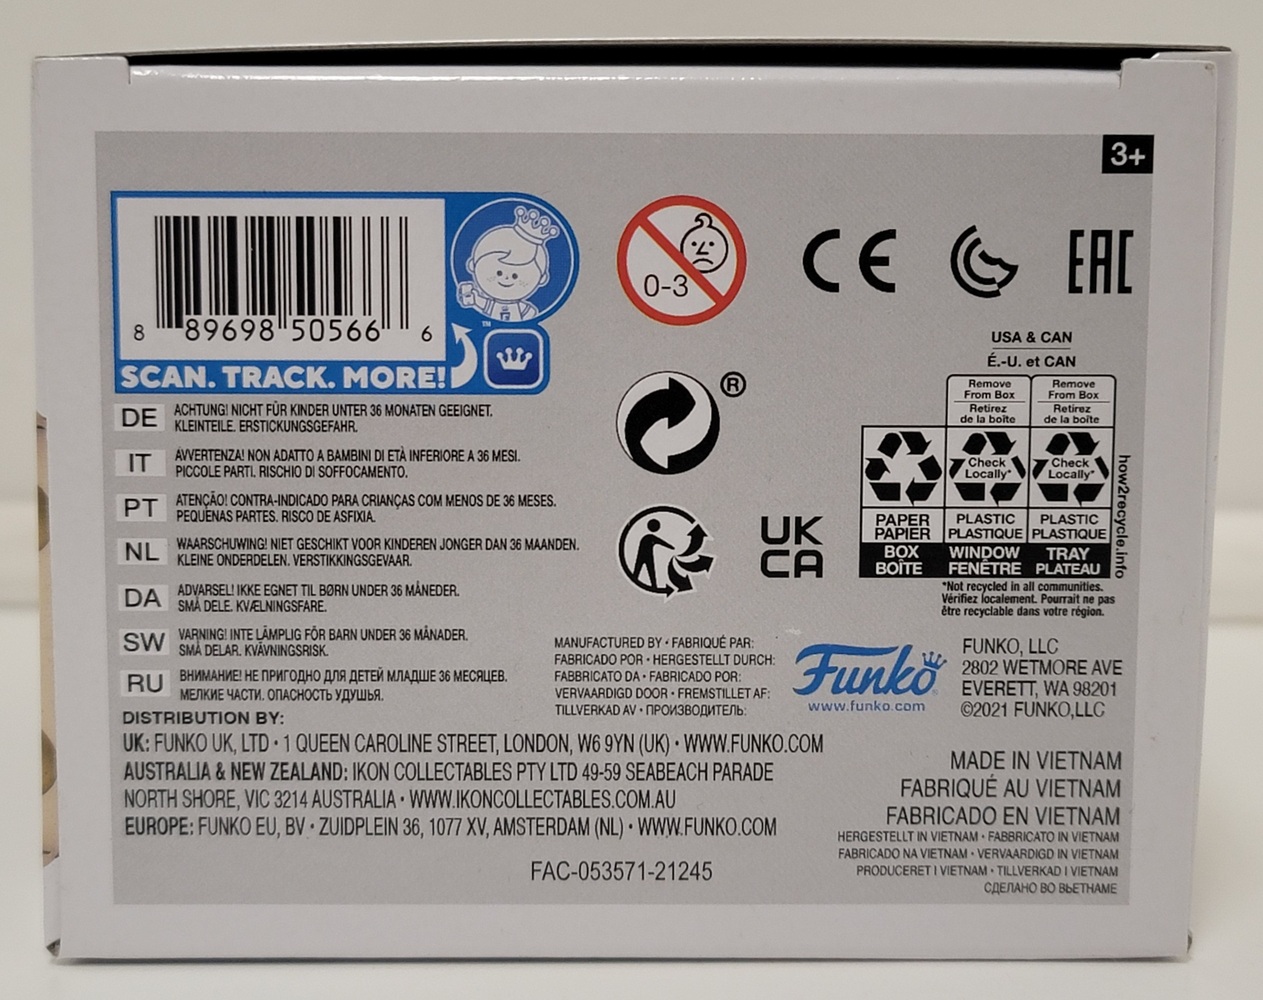 3+
8 89698 50566 6
™
SCAN. TRACK. MORE!
0-3
CE
EAC
®
UK
CA
USA & CAN
É.-U. et CAN
Remove From Box
Retirez de la boîte
Remove From Box
Retirez de la boîte
Check Locally*
Check Locally*
PAPER
PAPIER
PLASTIC
PLASTIQUE
PLASTIC
PLASTIQUE
BOX
BOÎTE
WINDOW
FENÊTRE
TRAY
PLATEAU
how2recycle.info
*Not recycled in all communities.
Vérifiez localement. Pourrait ne pas
être recyclable dans votre région.
DE ACHTUNG! NICHT FÜR KINDER UNTER 36 MONATEN GEEIGNET.
KLEINTEILE. ERSTICKUNGSGEFAHR.
IT AVVERTENZA! NON ADATTO A BAMBINI DI ETÀ INFERIORE A 36 MESI.
PICCOLE PARTI. RISCHIO DI SOFFOCAMENTO.
PT ATENÇÃO! CONTRA-INDICADO PARA CRIANÇAS COM MENOS DE 36 MESES.
PEQUENAS PARTES. RISCO DE ASFIXIA.
NL WAARSCHUWING! NIET GESCHIKT VOOR KINDEREN JONGER DAN 36 MAANDEN.
KLEINE ONDERDELEN. VERSTIKKINGSGEVAAR.
DA ADVARSEL! IKKE EGNET TIL BØRN UNDER 36 MÅNEDER.
SMÅ DELE. KVÆLNINGSFARE.
SW VARNING! INTE LÄMPLIG FÖR BARN UNDER 36 MÅNADER.
SMÅ DELAR. KVÄVNINGSRISK.
RU ВНИМАНИЕ! НЕ ПРИГОДНО ДЛЯ ДЕТЕЙ МЛАДШЕ 36 МЕСЯЦЕВ.
МЕЛКИЕ ЧАСТИ. ОПАСНОСТЬ УДУШЬЯ.
MANUFACTURED BY • FABRIQUÉ PAR:
FABRICADO POR • HERGESTELLT DURCH:
FABBRICATO DA • FABRICADO POR:
VERVAARDIGD DOOR • FREMSTILLET AF:
TILLVERKAD AV • ПРОИЗВОДИТЕЛЬ:
Funko
www.funko.com
FUNKO, LLC
2802 WETMORE AVE
EVERETT, WA 98201
©2021 FUNKO,LLC
DISTRIBUTION BY:
UK: FUNKO UK, LTD • 1 QUEEN CAROLINE STREET, LONDON, W6 9YN (UK) • WWW.FUNKO.COM
AUSTRALIA & NEW ZEALAND: IKON COLLECTABLES PTY LTD 49-59 SEABEACH PARADE
NORTH SHORE, VIC 3214 AUSTRALIA • WWW.IKONCOLLECTABLES.COM.AU
EUROPE: FUNKO EU, BV • ZUIDPLEIN 36, 1077 XV, AMSTERDAM (NL) • WWW.FUNKO.COM
FAC-053571-21245
MADE IN VIETNAM
FABRIQUÉ AU VIETNAM
FABRICADO EN VIETNAM
HERGESTELLT IN VIETNAM • FABBRICATO IN VIETNAM
FABRICADO NA VIETNAM • VERVAARDIGD IN VIETNAM
PRODUCERET I VIETNAM • TILLVERKAD I VIETNAM
СДЕЛАНО ВО ВЬЕТНАМЕ